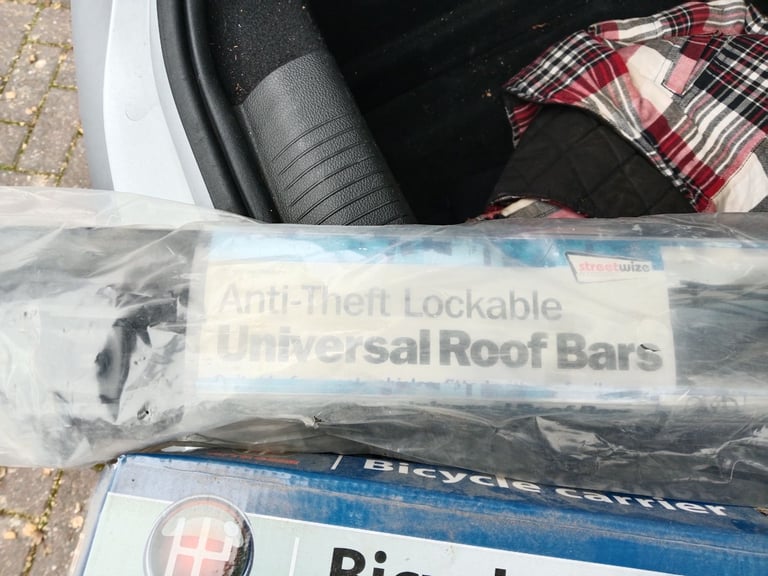 streetwize
Anti-Theft Lockable
Universal Roof Bars
Bicycle carrier